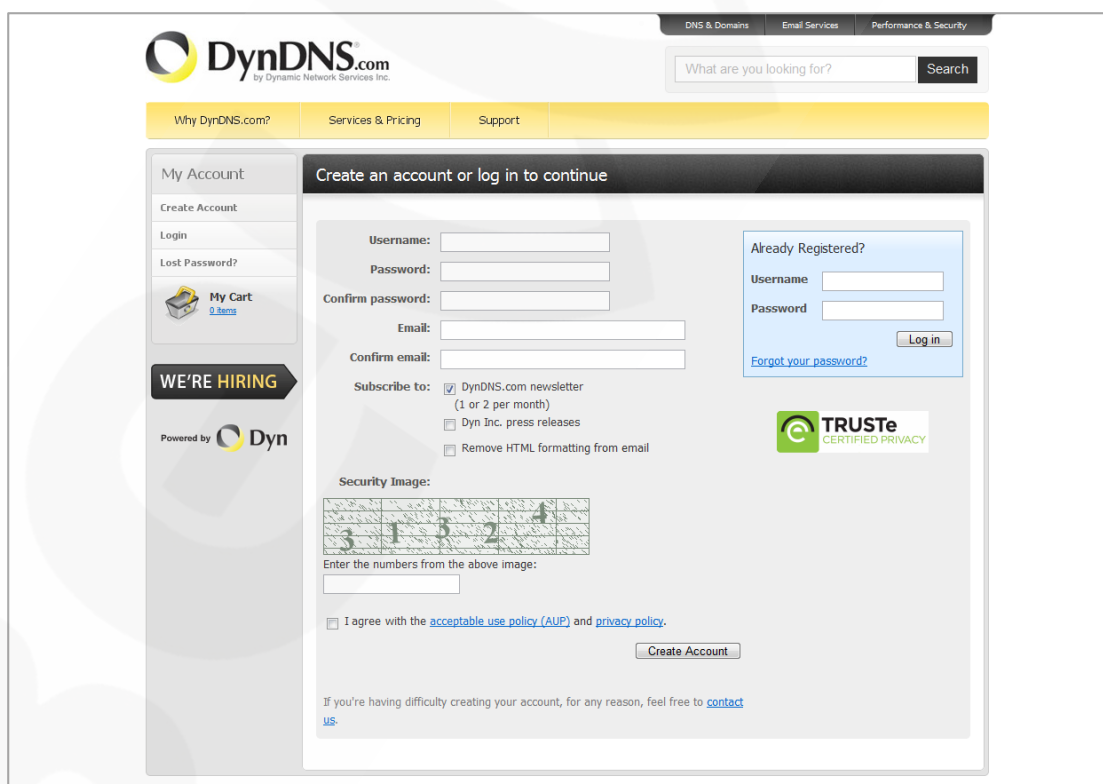 DNS & Domains Email Services Performance & Security
DynDNS.com
by Dynamic Network Services Inc.
What are you looking for? Search
Why DynDNS.com? Services & Pricing Support
My Account
Create Account
Login
Lost Password?
My Cart
0 items
WE'RE HIRING
Powered by Dyn
Create an account or log in to continue
Username:
Password:
Confirm password:
Email:
Confirm email:
Subscribe to: DynDNS.com newsletter
(1 or 2 per month)
Dyn Inc. press releases
Remove HTML formatting from email
Security Image:
3 1 3 2 4
Enter the numbers from the above image:
I agree with the acceptable use policy (AUP) and privacy policy.
Create Account
If you're having difficulty creating your account, for any reason, feel free to contact
us.
Already Registered?
Username
Password
Log in
Forgot your password?
TRUSTe
CERTIFIED PRIVACY